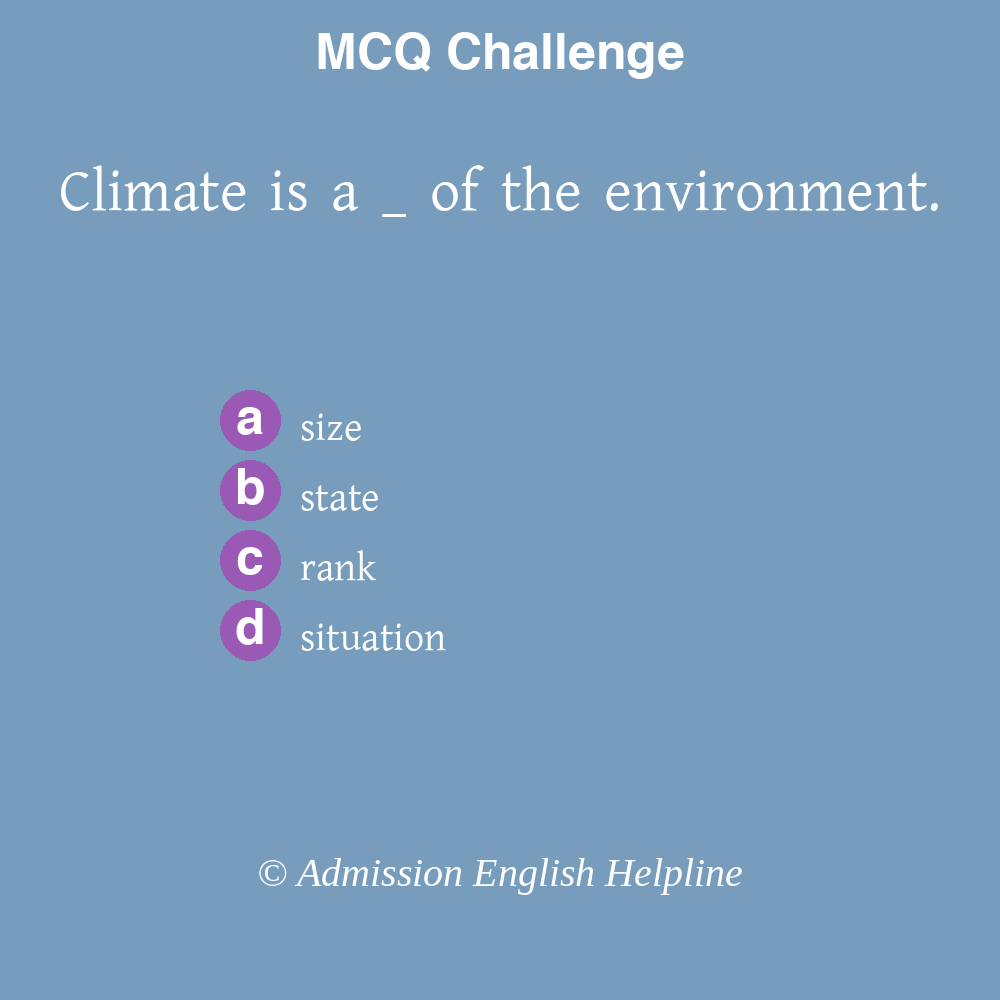 MCQ Challenge
Climate is a _ of the environment.
a size
b state
c rank
d situation
© Admission English Helpline